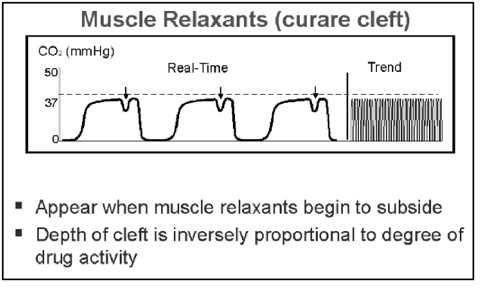 Muscle Relaxants (curare cleft)
CO₂ (mmHg)
50
Real-Time
Trend
37
0
▪ Appear when muscle relaxants begin to subside
▪ Depth of cleft is inversely proportional to degree of
drug activity